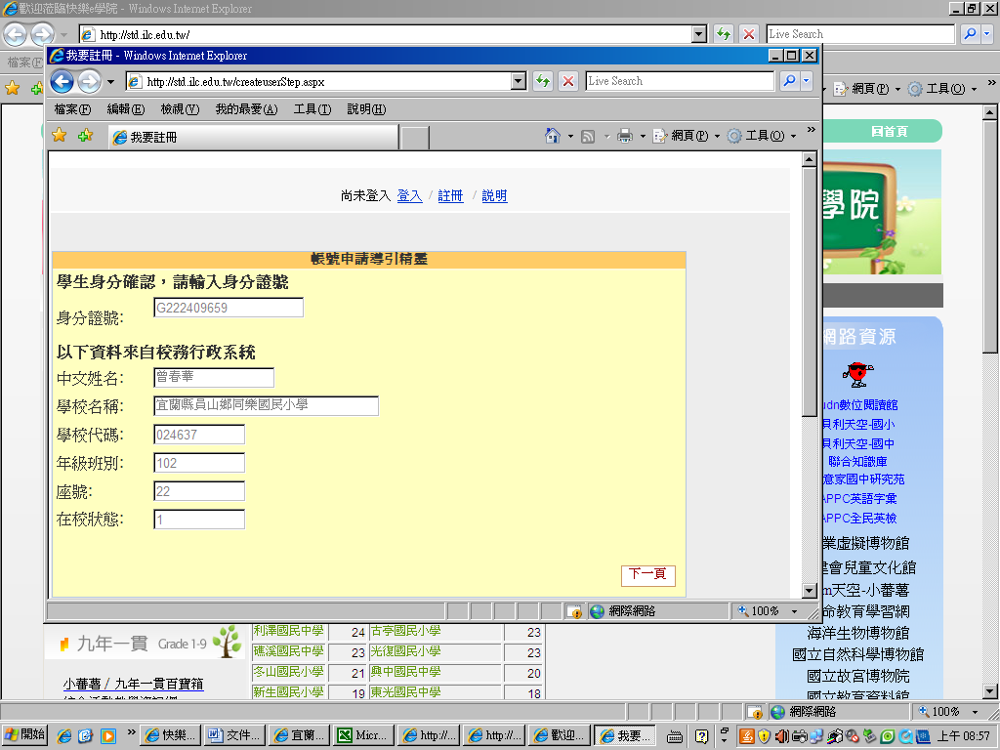 歡迎蒞臨快樂e學院 - Windows Internet Explorer
http://std.ilc.edu.tw/
Live Search
我要註冊 - Windows Internet Explorer
http://std.ilc.edu.tw/createuserStep.aspx
Live Search
檔案(F) 編輯(E) 檢視(V) 我的最愛(A) 工具(T) 說明(H)
我要註冊
網頁(P) 工具(O)
網頁(P) 工具(O)
回首頁
尚未登入 登入 / 註冊 / 說明
學院
帳號申請導引精靈
學生身分確認，請輸入身分證號
身分證號: G222409659
以下資料來自校務行政系統
中文姓名: 曾春華
學校名稱: 宜蘭縣員山鄉同樂國民小學
學校代碼: 024637
年級班別: 102
座號: 22
在校狀態: 1
下一頁
網際網路 100%
網路資源
udn數位閱讀館
貝利天空-國小
貝利天空-國中
聯合知識庫
意家國中研究苑
APPC英語字彙
APPC全民英檢
業虛擬博物館
會兒童文化館
m天空-小蕃薯
命教育學習網
海洋生物博物館
國立自然科學博物館
國立故宮博物院
國立教育資料館
九年一貫 Grade 1-9
小蕃薯 / 九年一貫百寶箱
利澤國民中學 24 古亭國民小學 23
礁溪國民中學 23 光復國民小學 23
冬山國民小學 21 興中國民中學 20
新生國民小學 19 東光國民中學 18
網際網路 100%
開始 快樂... 文件... 宜蘭... Micr... http://... http://... 歡迎... 我要... 上午 08:57